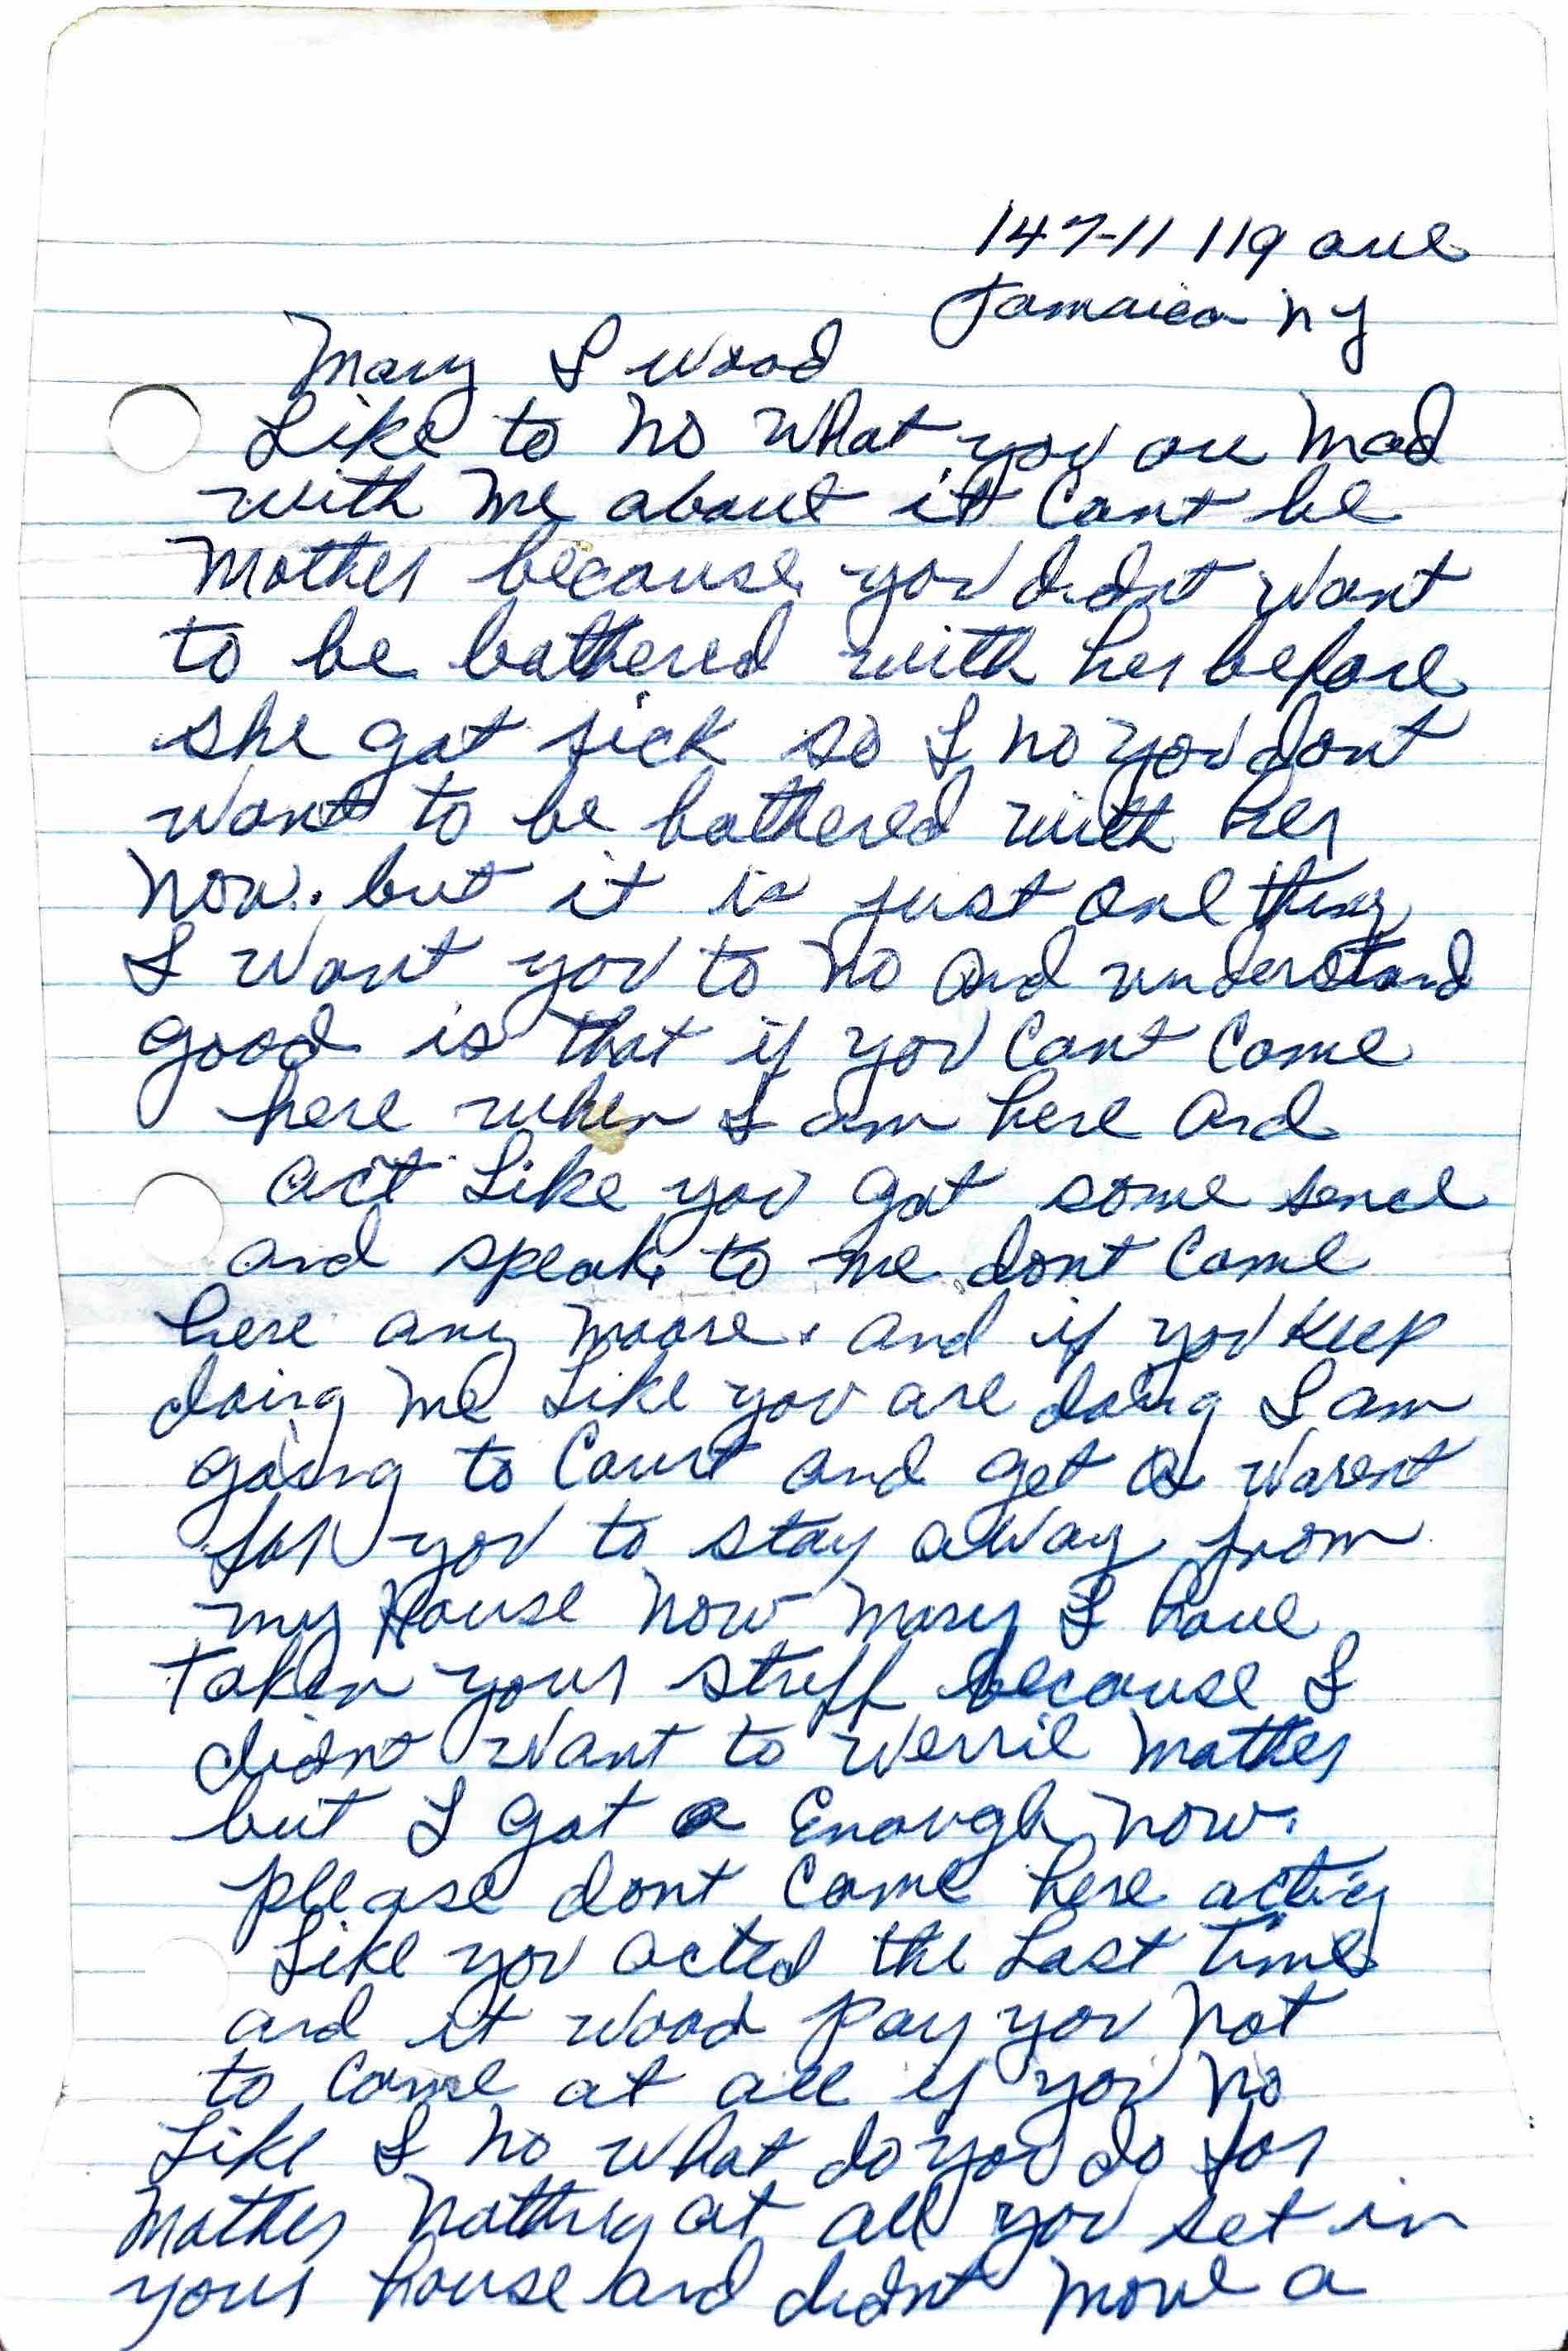 147-11 119 ave
Jamaica NY
Mary I wood
Like to no what you are mad
with me about it cant be
Mother because you didnt want
to be bothered with her before
she got sick so I no you dont
want to be bothered with her
now. but it is just one thing
I want you to no and understand
good is that if you cant come
here when I am here and
act like you got some sence
and speak to me dont come
here any moore. and if you keep
doing me like you are doing I am
going to court and get a warent
for you to stay away from
my House now Mary I have
taken your stuff because I
didnt want to werrie Mother
but I got a enough now.
please dont come here acting
like you acted the last time
and it wood pay you not
to come at all if you no
like I no what do you do for
Mother nothing at all you set in
your house and didnt move a